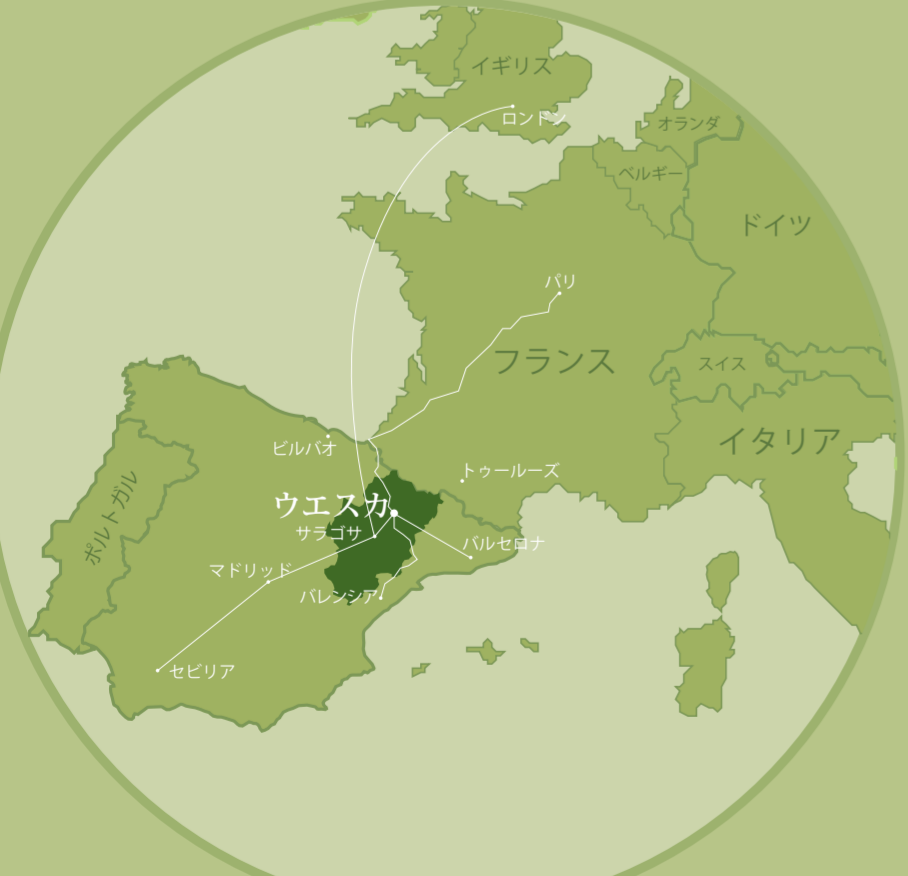 イギリス
ロンドン
オランダ
ベルギー
ドイツ
パリ
フランス
スイス
イタリア
ビルバオ
トゥールーズ
ポルトガル
ウエスカ
サラゴサ
バルセロナ
マドリッド
バレンシア
セビリア